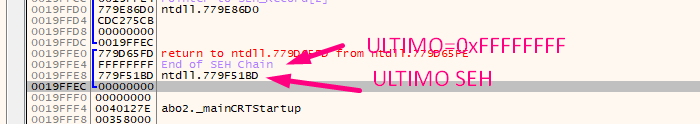 0019FFD0 779E86D0 ntdll.779E86D0
0019FFD4 CDC275CB
0019FFD8 00000000
0019FFDC 0019FFEC
0019FFE0 779D65FD return to ntdll.779D65FD from ntdll.779D65FE
0019FFE4 FFFFFFFF End of SEH Chain
0019FFE8 779F51BD ntdll.779F51BD
0019FFEC 00000000
0019FFF0 00000000
0019FFF4 0040127E abo2._mainCRTStartup
0019FFF8 00358000
ULTIMO=0xFFFFFFFF
ULTIMO SEH